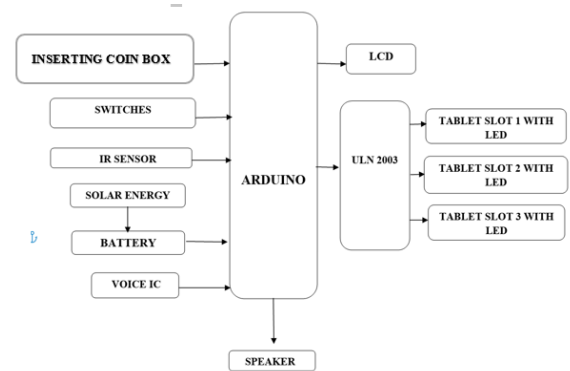 INSERTING COIN BOX
SWITCHES
IR SENSOR
SOLAR ENERGY
BATTERY
VOICE IC
ARDUINO
SPEAKER
LCD
ULN 2003
TABLET SLOT 1 WITH
LED
TABLET SLOT 2 WITH
LED
TABLET SLOT 3 WITH
LED